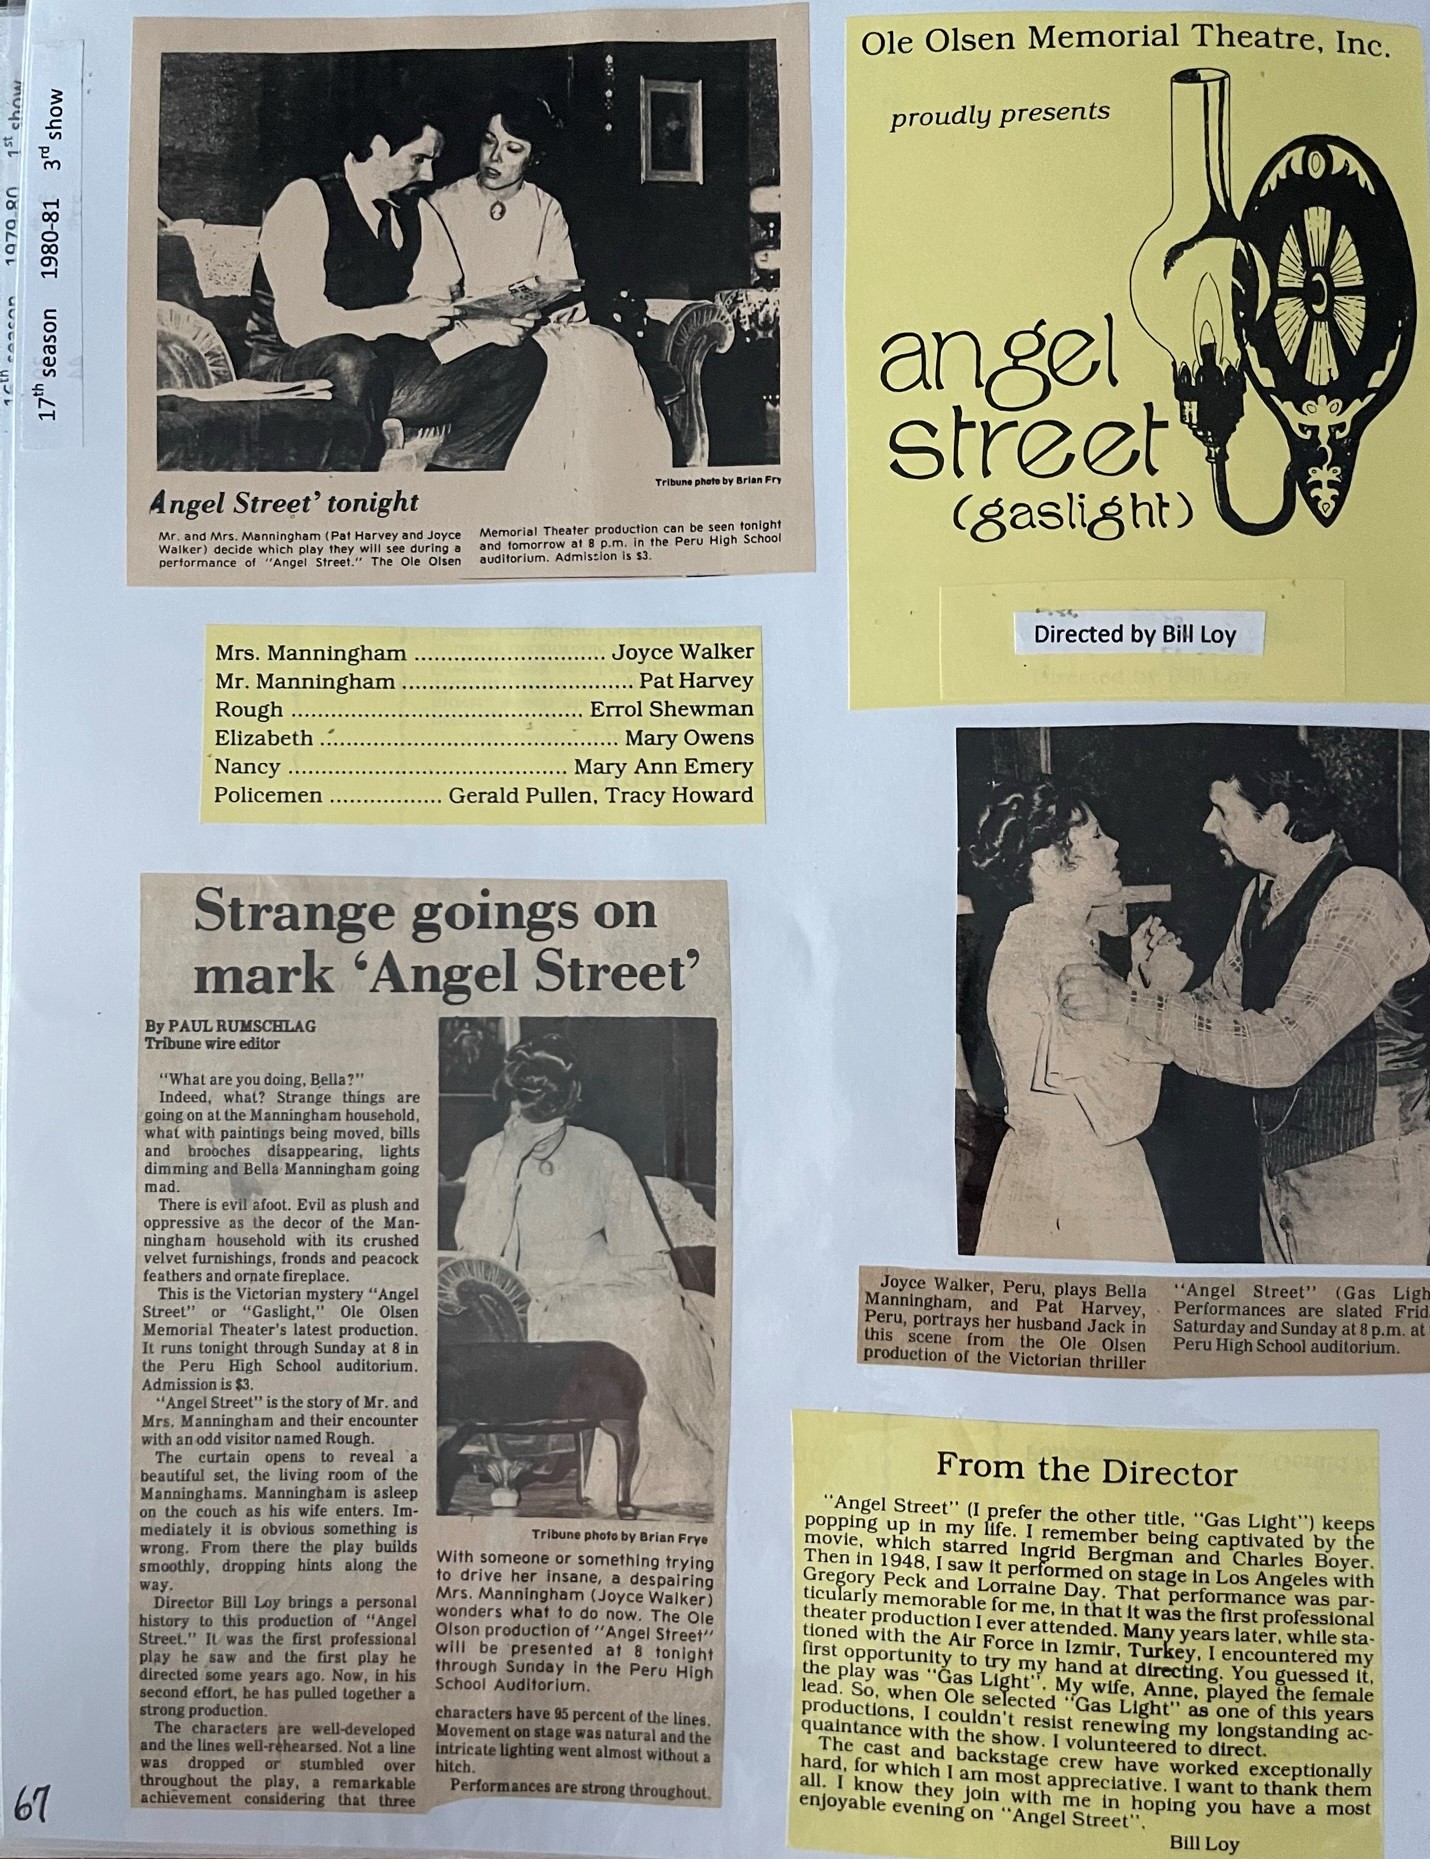 17th season 1980-81 3rd show
1979-80 1st show
Tribune photo by Brian Fry
Angel Street' tonight
Mr. and Mrs. Manningham (Pat Harvey and Joyce
Walker) decide which play they will see during a
performance of "Angel Street." The Ole Olsen
Memorial Theater production can be seen tonight
and tomorrow at 8 p.m. in the Peru High School
auditorium. Admission is $3.
Ole Olsen Memorial Theatre, Inc.
proudly presents
angel
street
(gaslight)
Directed by Bill Loy
Mrs. Manningham ........................... Joyce Walker
Mr. Manningham ................................. Pat Harvey
Rough .......................................... Errol Shewman
Elizabeth .......................................... Mary Owens
Nancy ........................................ Mary Ann Emery
Policemen ................ Gerald Pullen, Tracy Howard
Strange goings on
mark ‘Angel Street’
By PAUL RUMSCHLAG
Tribune wire editor
"What are you doing, Bella?"
Indeed, what? Strange things are
going on at the Manningham household,
what with paintings being moved, bills
and brooches disappearing, lights
dimming and Bella Manningham going
mad.
There is evil afoot. Evil as plush and
oppressive as the decor of the Man-
ningham household with its crushed
velvet furnishings, fronds and peacock
feathers and ornate fireplace.
This is the Victorian mystery "Angel
Street" or "Gaslight," Ole Olsen
Memorial Theater's latest production.
It runs tonight through Sunday at 8 in
the Peru High School auditorium.
Admission is $3.
"Angel Street" is the story of Mr. and
Mrs. Manningham and their encounter
with an odd visitor named Rough.
The curtain opens to reveal a
beautiful set, the living room of the
Manninghams. Manningham is asleep
on the couch as his wife enters. Im-
mediately it is obvious something is
wrong. From there the play builds
smoothly, dropping hints along the
way.
Director Bill Loy brings a personal
history to this production of "Angel
Street." It was the first professional
play he saw and the first play he
directed some years ago. Now, in his
second effort, he has pulled together a
strong production.
The characters are well-developed
and the lines well-rehearsed. Not a line
was dropped or stumbled over
throughout the play, a remarkable
achievement considering that three
Tribune photo by Brian Frye
With someone or something trying
to drive her insane, a despairing
Mrs. Manningham (Joyce Walker)
wonders what to do now. The Ole
Olson production of "Angel Street"
will be presented at 8 tonight
through Sunday in the Peru High
School Auditorium.
characters have 95 percent of the lines.
Movement on stage was natural and the
intricate lighting went almost without a
hitch.
Performances are strong throughout.
Joyce Walker, Peru, plays Bella
Manningham, and Pat Harvey,
Peru, portrays her husband Jack in
this scene from the Ole Olsen
production of the Victorian thriller
"Angel Street" (Gas Ligh
Performances are slated Frid
Saturday and Sunday at 8 p.m. at
Peru High School auditorium.
From the Director
"Angel Street" (I prefer the other title, "Gas Light") keeps
popping up in my life. I remember being captivated by the
movie, which starred Ingrid Bergman and Charles Boyer.
Then in 1948, I saw it performed on stage in Los Angeles with
Gregory Peck and Lorraine Day. That performance was par-
ticularly memorable for me, in that it was the first professional
theater production I ever attended. Many years later, while sta-
tioned with the Air Force in Izmir, Turkey, I encountered my
first opportunity to try my hand at directing. You guessed it,
the play was "Gas Light". My wife, Anne, played the female
lead. So, when Ole selected "Gas Light" as one of this years
productions, I couldn't resist renewing my longstanding ac-
quaintance with the show. I volunteered to direct.
The cast and backstage crew have worked exceptionally
hard, for which I am most appreciative. I want to thank them
all. I know they join with me in hoping you have a most
enjoyable evening on "Angel Street".
Bill Loy
67